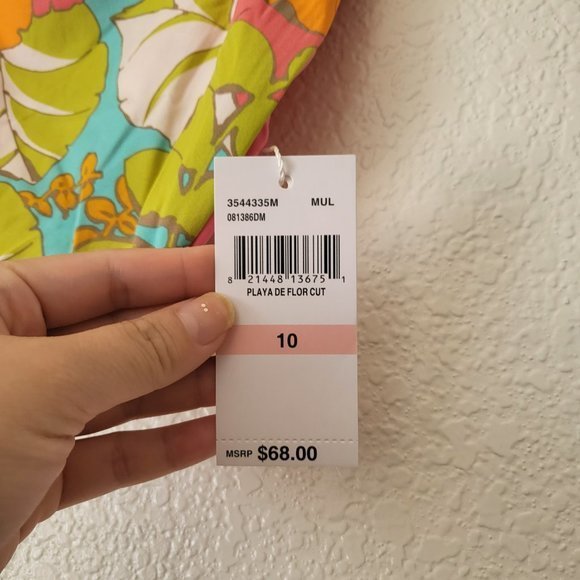 3544335M MUL
081386DM
8 21448 13675 1
PLAYA DE FLOR CUT
10
MSRP $68.00